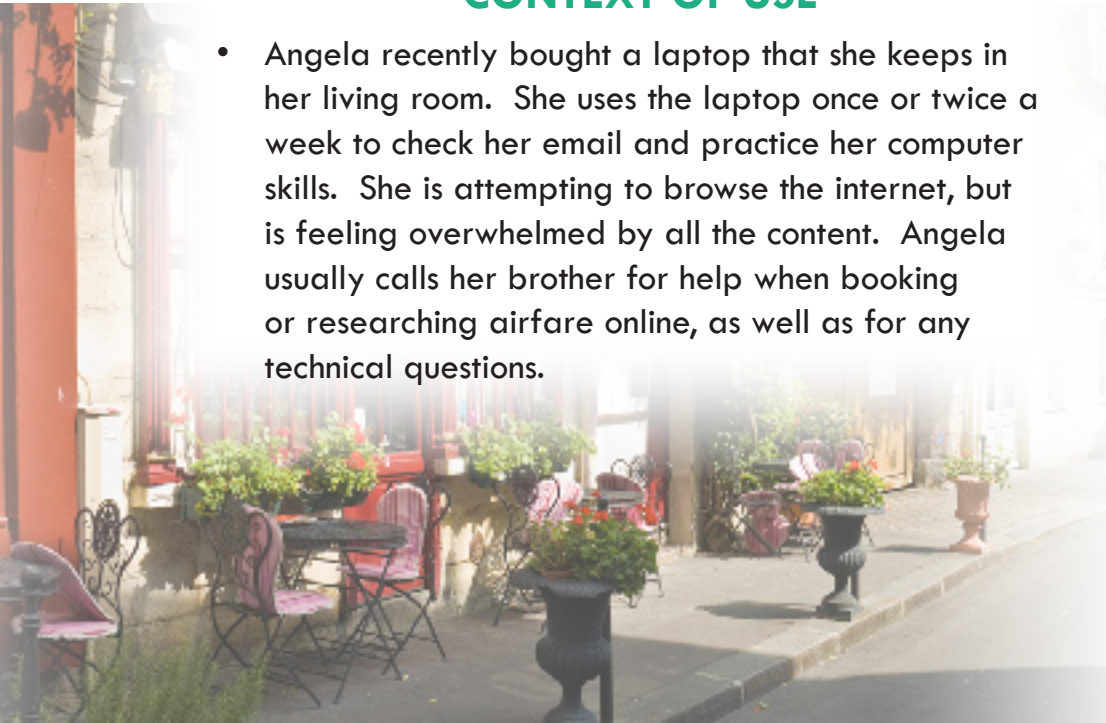 CONTEXT OF USE
• Angela recently bought a laptop that she keeps in
her living room.  She uses the laptop once or twice a
week to check her email and practice her computer
skills.  She is attempting to browse the internet, but
is feeling overwhelmed by all the content.  Angela
usually calls her brother for help when booking
or researching airfare online, as well as for any
technical questions.